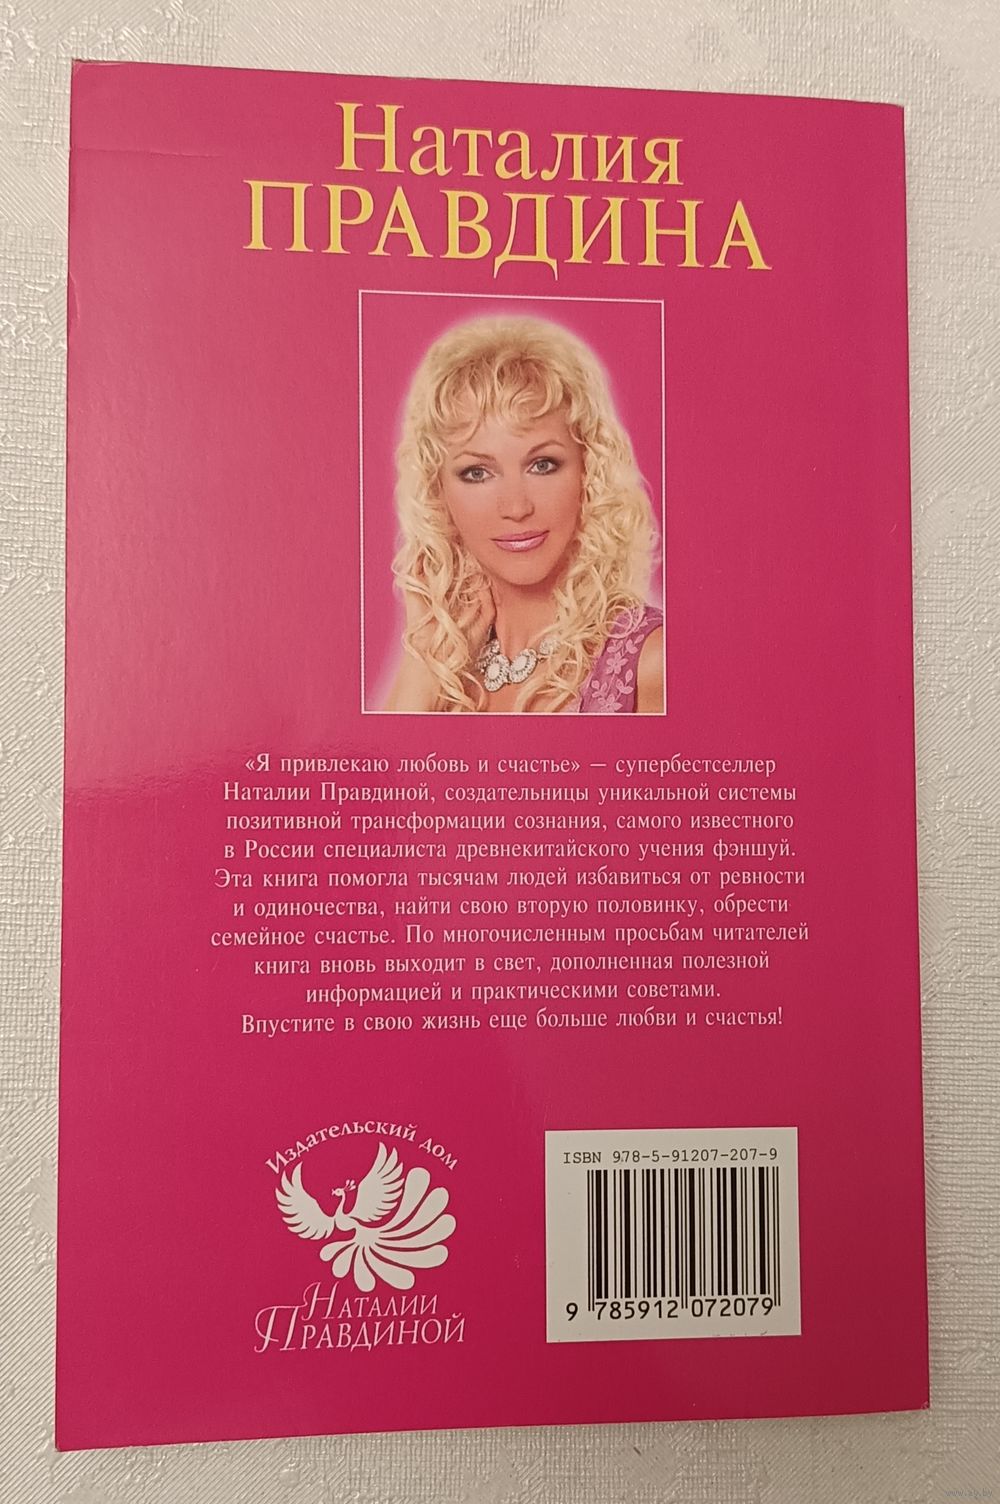 Наталия
ПРАВДИНА
«Я привлекаю любовь и счастье» — супербестселлер
Наталии Правдиной, создательницы уникальной системы
позитивной трансформации сознания, самого известного
в России специалиста древнекитайского учения фэншуй.
Эта книга помогла тысячам людей избавиться от ревности
и одиночества, найти свою вторую половинку, обрести
семейное счастье. По многочисленным просьбам читателей
книга вновь выходит в свет, дополненная полезной
информацией и практическими советами.
Впустите в свою жизнь еще больше любви и счастья!
Издательский дом
Наталии
Правдиной
ISBN 978-5-91207-207-9
9 785912 072079
www.ay.by